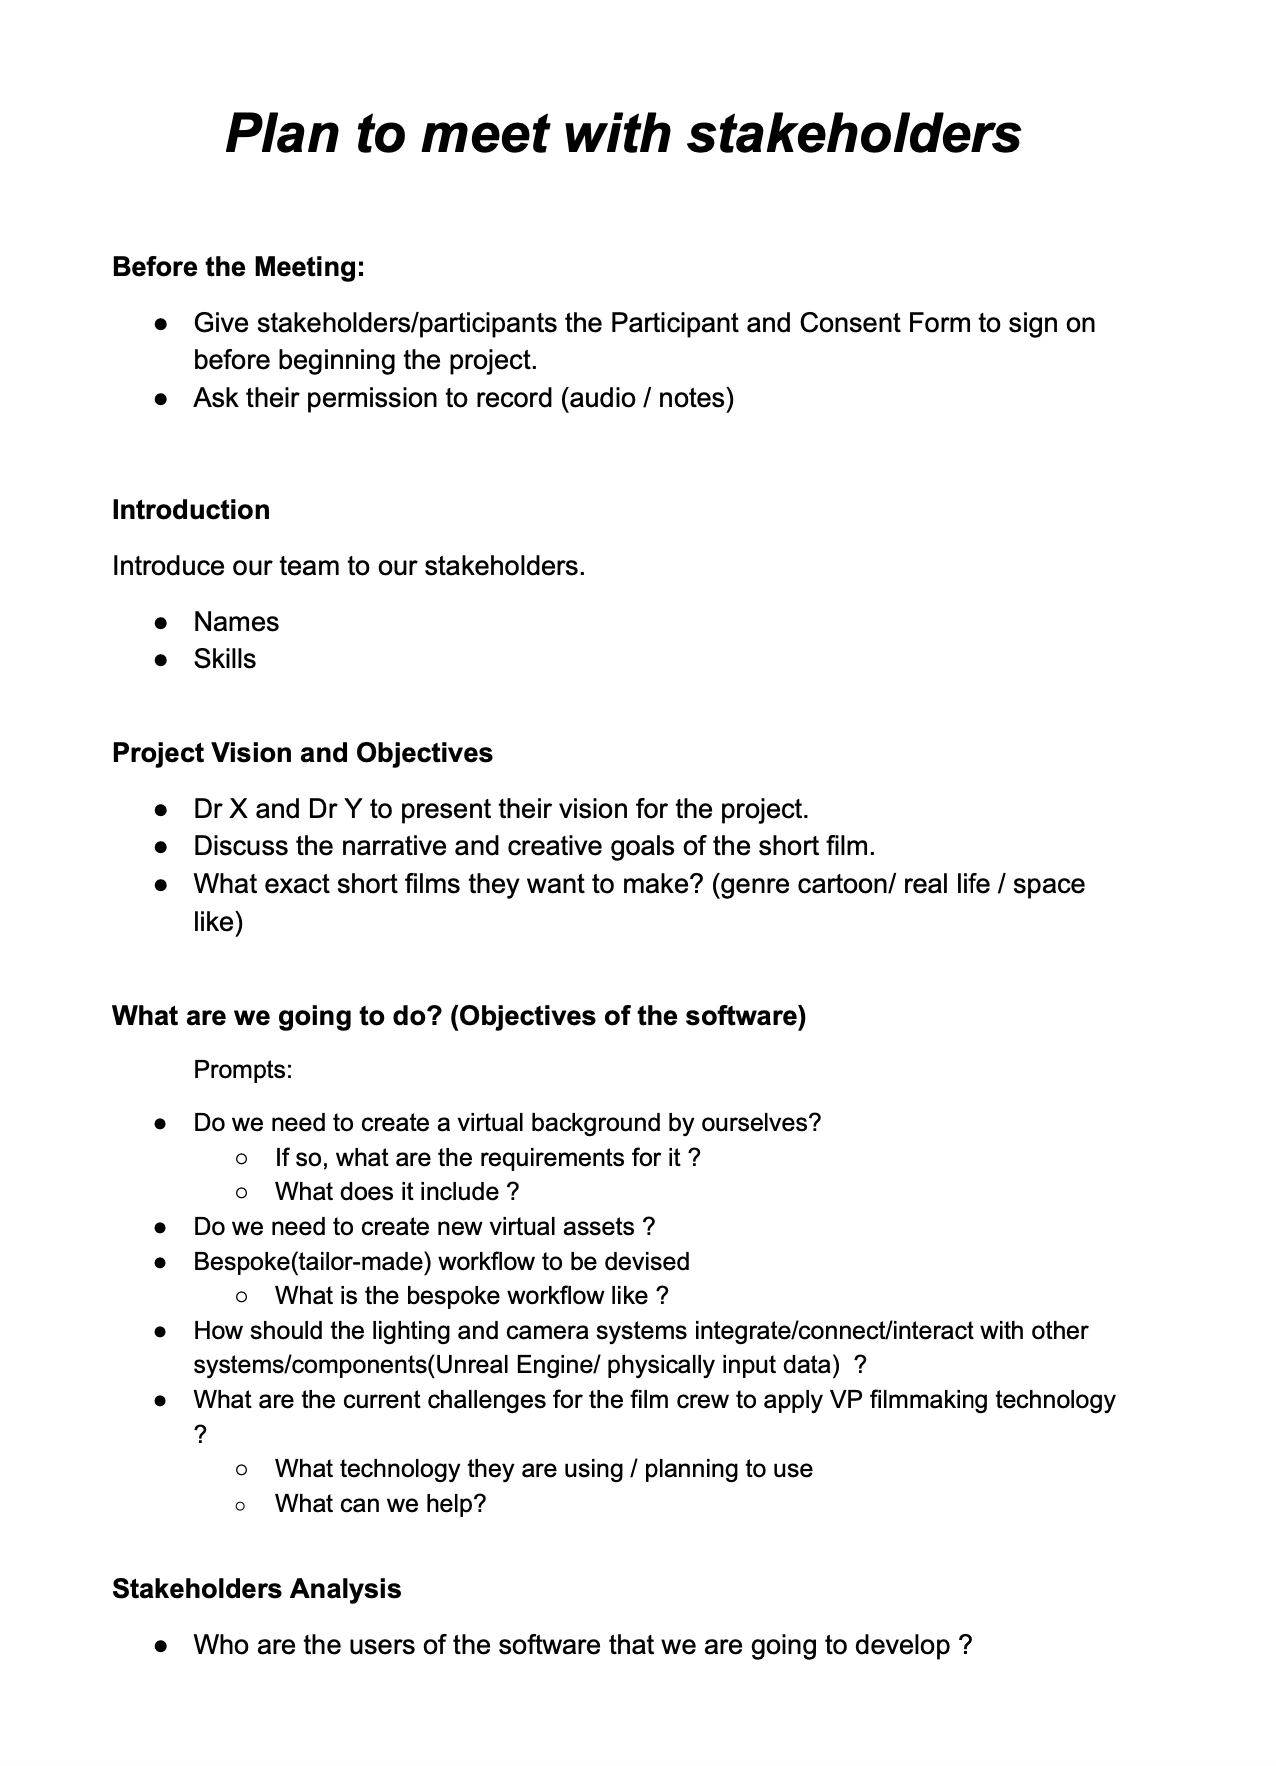 Plan to meet with stakeholders
Before the Meeting:
● Give stakeholders/participants the Participant and Consent Form to sign on
before beginning the project.
● Ask their permission to record (audio / notes)
Introduction
Introduce our team to our stakeholders.
● Names
● Skills
Project Vision and Objectives
● Dr X and Dr Y to present their vision for the project.
● Discuss the narrative and creative goals of the short film.
● What exact short films they want to make? (genre cartoon/ real life / space
like)
What are we going to do? (Objectives of the software)
Prompts:
● Do we need to create a virtual background by ourselves?
○ If so, what are the requirements for it ?
○ What does it include ?
● Do we need to create new virtual assets ?
● Bespoke(tailor-made) workflow to be devised
○ What is the bespoke workflow like ?
● How should the lighting and camera systems integrate/connect/interact with other
systems/components(Unreal Engine/ physically input data)  ?
● What are the current challenges for the film crew to apply VP filmmaking technology
?
○ What technology they are using / planning to use
○ What can we help?
Stakeholders Analysis
● Who are the users of the software that we are going to develop ?